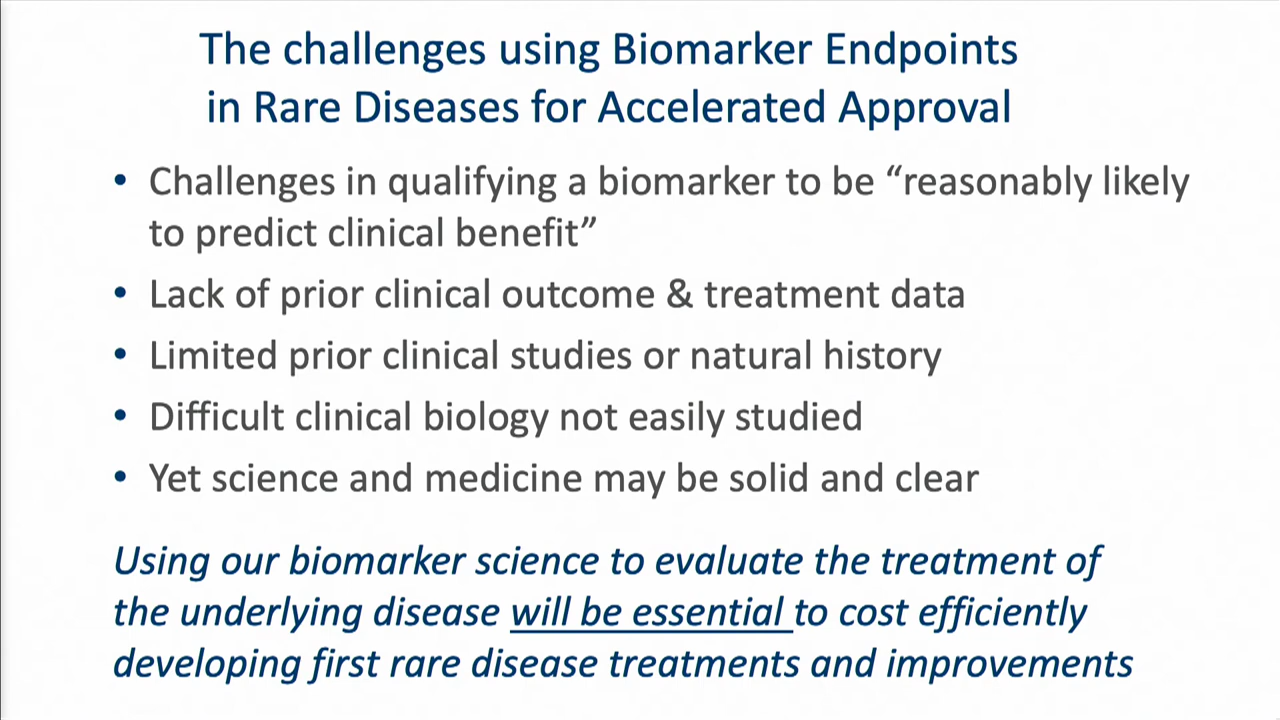 The challenges using Biomarker Endpoints
in Rare Diseases for Accelerated Approval
• Challenges in qualifying a biomarker to be “reasonably likely
to predict clinical benefit”
• Lack of prior clinical outcome & treatment data
• Limited prior clinical studies or natural history
• Difficult clinical biology not easily studied
• Yet science and medicine may be solid and clear
Using our biomarker science to evaluate the treatment of
the underlying disease will be essential to cost efficiently
developing first rare disease treatments and improvements